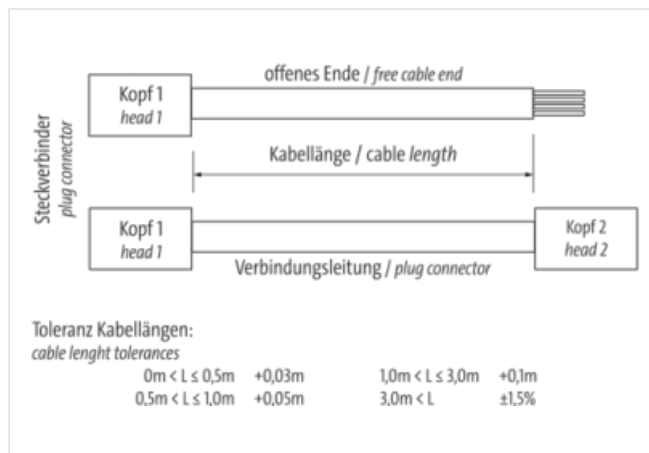 offenes Ende / free cable end
Kopf 1
head 1
Steckverbinder
plug connector
Kabellänge / cable length
Kopf 1
head 1
Kopf 2
head 2
Verbindungsleitung / plug connector
Toleranz Kabellängen:
cable lenght tolerances
0m < L ≤ 0,5m +0,03m 1,0m < L ≤ 3,0m +0,1m
0,5m < L ≤ 1,0m +0,05m 3,0m < L ±1,5%